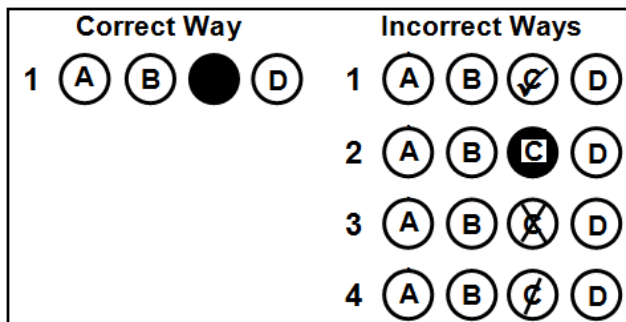 Correct Way
1 A B D
Incorrect Ways
1 A B C D
2 A B C D
3 A B C D
4 A B C D